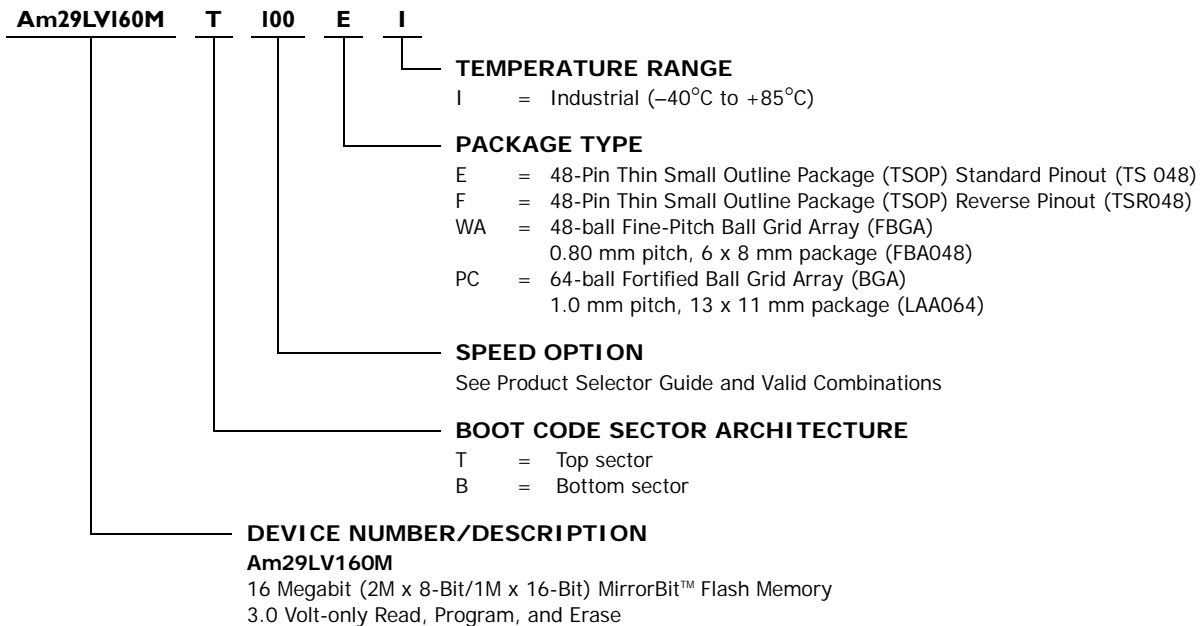 Am29LV160M T 100 E I
TEMPERATURE RANGE
I = Industrial (–40°C to +85°C)
PACKAGE TYPE
E = 48-Pin Thin Small Outline Package (TSOP) Standard Pinout (TS 048)
F = 48-Pin Thin Small Outline Package (TSOP) Reverse Pinout (TSR048)
WA = 48-ball Fine-Pitch Ball Grid Array (FBGA)
0.80 mm pitch, 6 x 8 mm package (FBA048)
PC = 64-ball Fortified Ball Grid Array (BGA)
1.0 mm pitch, 13 x 11 mm package (LAA064)
SPEED OPTION
See Product Selector Guide and Valid Combinations
BOOT CODE SECTOR ARCHITECTURE
T = Top sector
B = Bottom sector
DEVICE NUMBER/DESCRIPTION
Am29LV160M
16 Megabit (2M x 8-Bit/1M x 16-Bit) MirrorBit™ Flash Memory
3.0 Volt-only Read, Program, and Erase